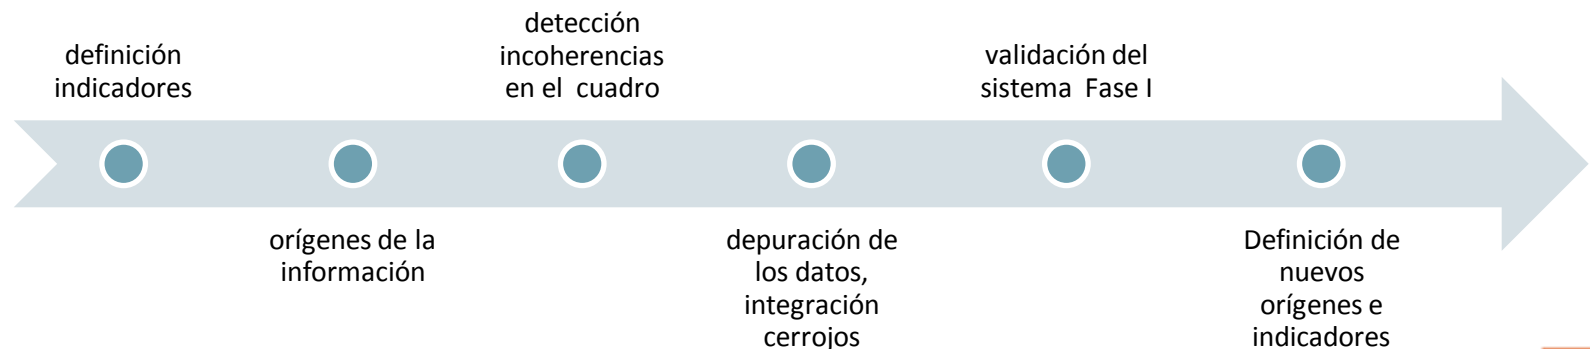 definición
indicadores
orígenes de la
información
detección
incoherencias
en el cuadro
depuración de
los datos,
integración
cerrojos
validación del
sistema Fase I
Definición de
nuevos
orígenes e
indicadores